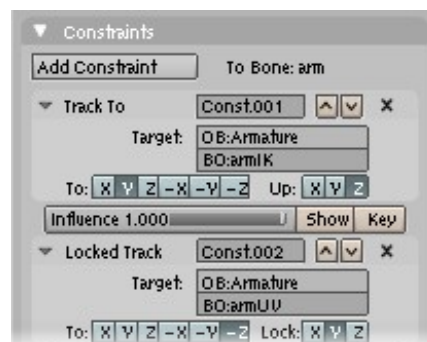 Constraints
Add Constraint To Bone: arm
Track To Const.001
Target: OB:Armature
BO:armIK
To: X Y Z -X -Y -Z Up: X Y Z
Influence 1.000 Show Key
Locked Track Const.002
Target: OB:Armature
BO:armUV
To: X Y Z -X -Y -Z Lock: X Y Z